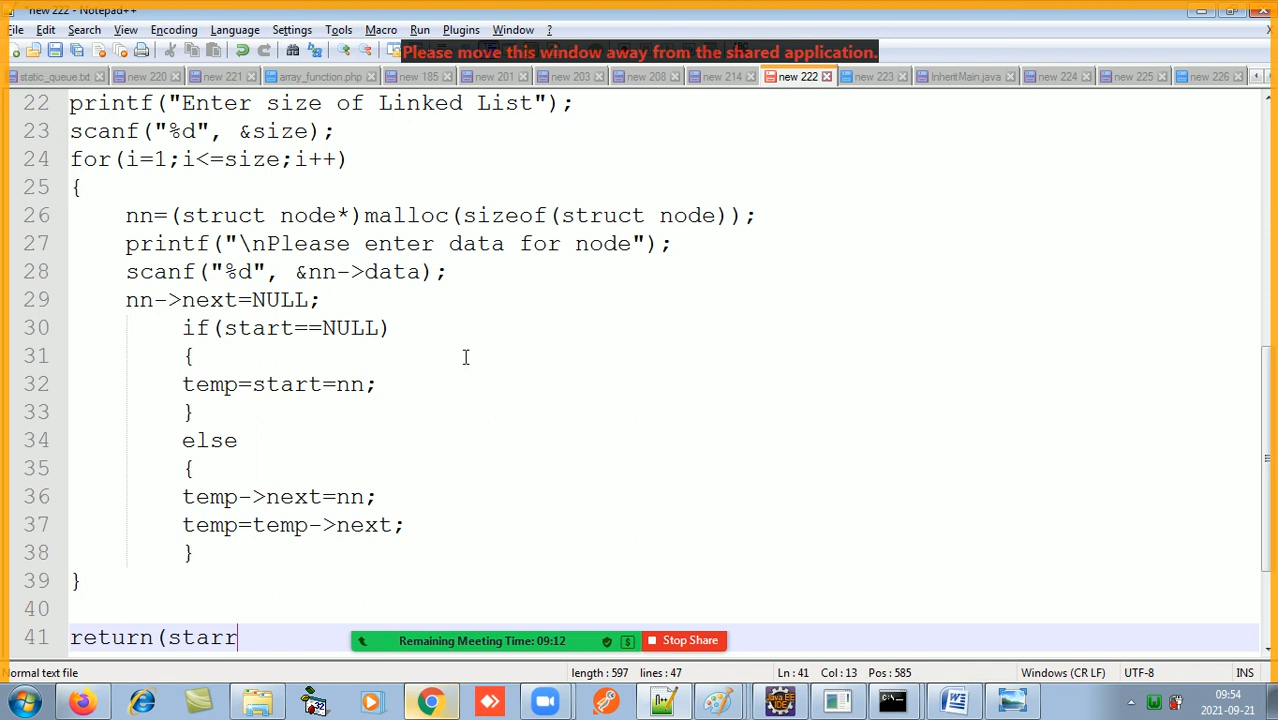 *new 222 - Notepad++
File Edit Search View Encoding Language Settings Tools Macro Run Plugins Window ?
Please move this window away from the shared application.
static_queue.txt new 220 new 221 array_function.php new 185 new 201 new 203 new 208 new 214 new 222 new 223 InheritMain.java new 224 new 225 new 226
22 printf("Enter size of Linked List");
23 scanf("%d", &size);
24 for(i=1;i<=size;i++)
25 {
26 nn=(struct node*)malloc(sizeof(struct node));
27 printf("\nPlease enter data for node");
28 scanf("%d", &nn->data);
29 nn->next=NULL;
30 if(start==NULL)
31 {
32 temp=start=nn;
33 }
34 else
35 {
36 temp->next=nn;
37 temp=temp->next;
38 }
39 }
40
41 return(starr
Remaining Meeting Time: 09:12 $ Stop Share
Normal text file length : 597 lines : 47 Ln : 41 Col : 13 Pos : 585 Windows (CR LF) UTF-8 INS
09:54
2021-09-21